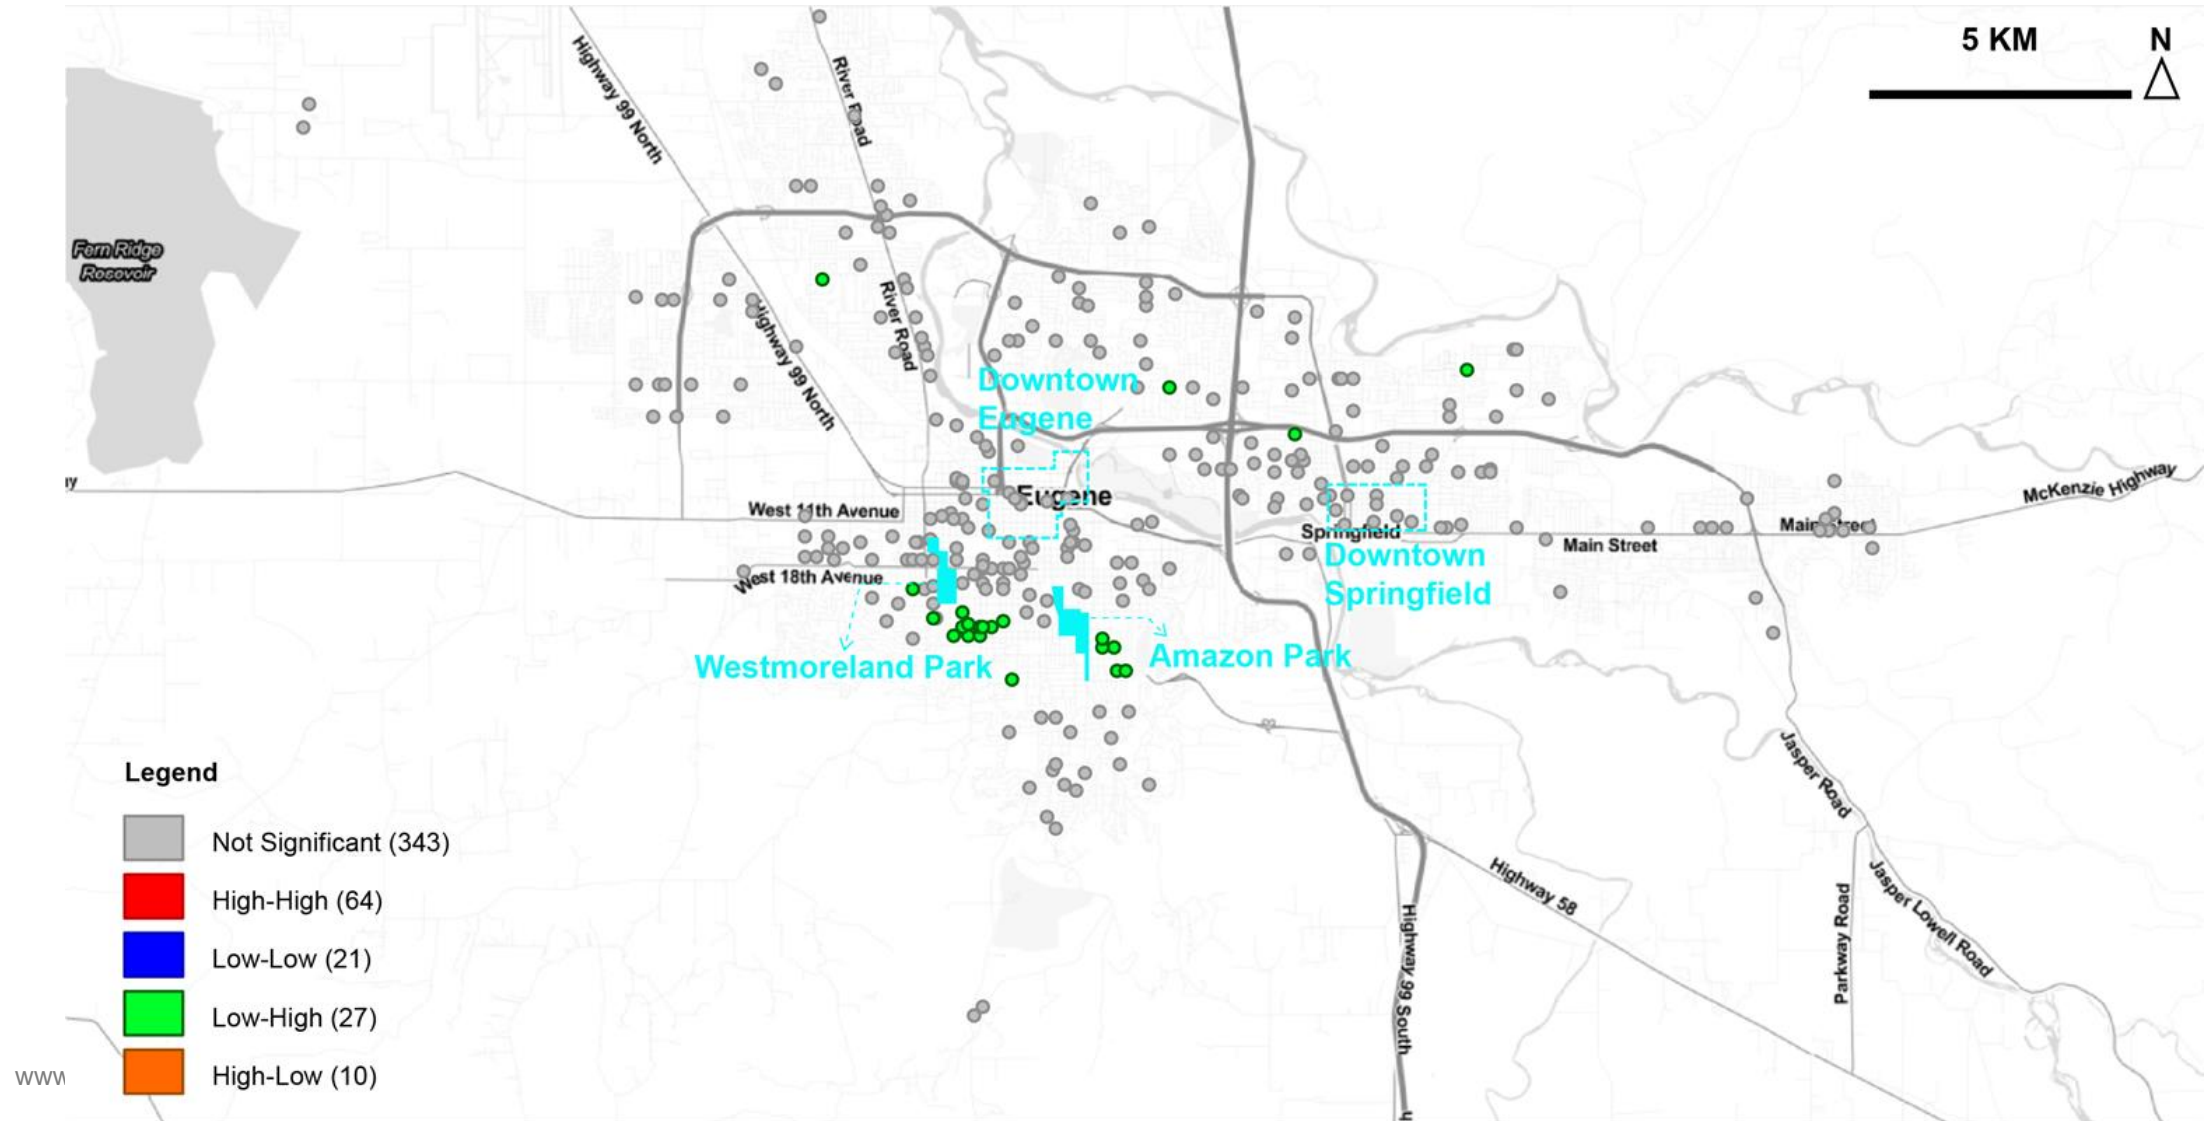 5 KM
N
Highway 99 North
River Road
Fern Ridge
Resovoir
River Road
Highway 99 North
Downtown
Eugene
Eugene
West 11th Avenue
McKenzie Highway
Main Street
Springfield
Main Street
Downtown
Springfield
West 18th Avenue
Westmoreland Park
Amazon Park
Jasper Road
Legend
Not Significant (343)
High-High (64)
Low-Low (21)
Low-High (27)
High-Low (10)
Highway 58
Highway 99 South
Parkway Road
Jasper Lowell Road
www